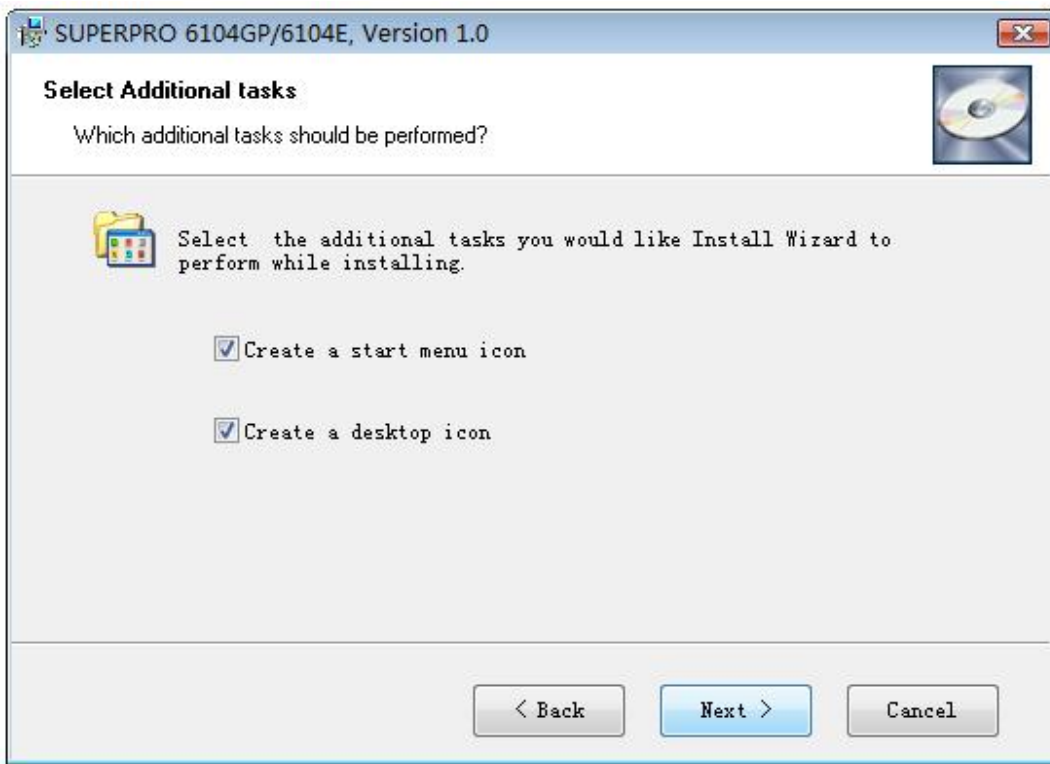 SUPERPRO 6104GP/6104E, Version 1.0
Select Additional tasks
Which additional tasks should be performed?
Select  the additional tasks you would like Install Wizard to
perform while installing.
Create a start menu icon
Create a desktop icon
< Back
Next >
Cancel